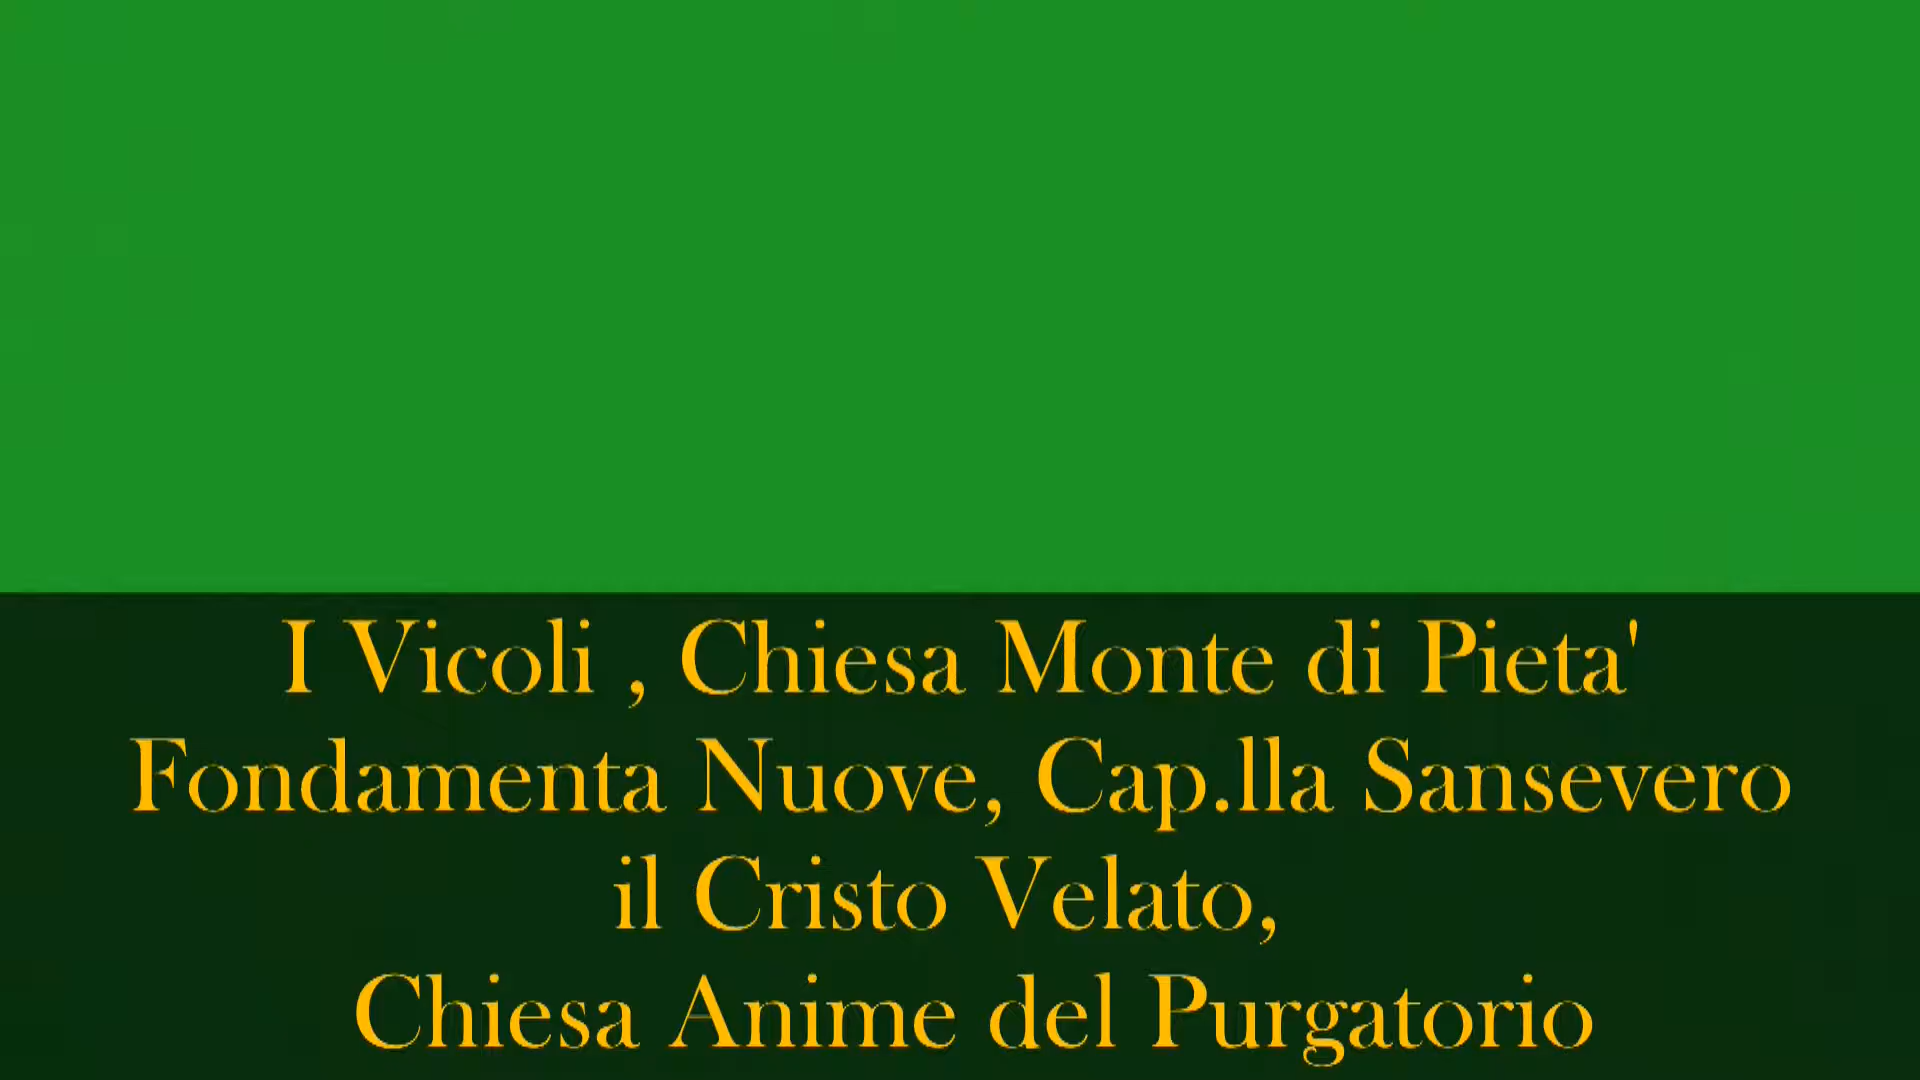 I Vicoli , Chiesa Monte di Pieta'
Fondamenta Nuove, Cap.lla Sansevero
il Cristo Velato,
Chiesa Anime del Purgatorio